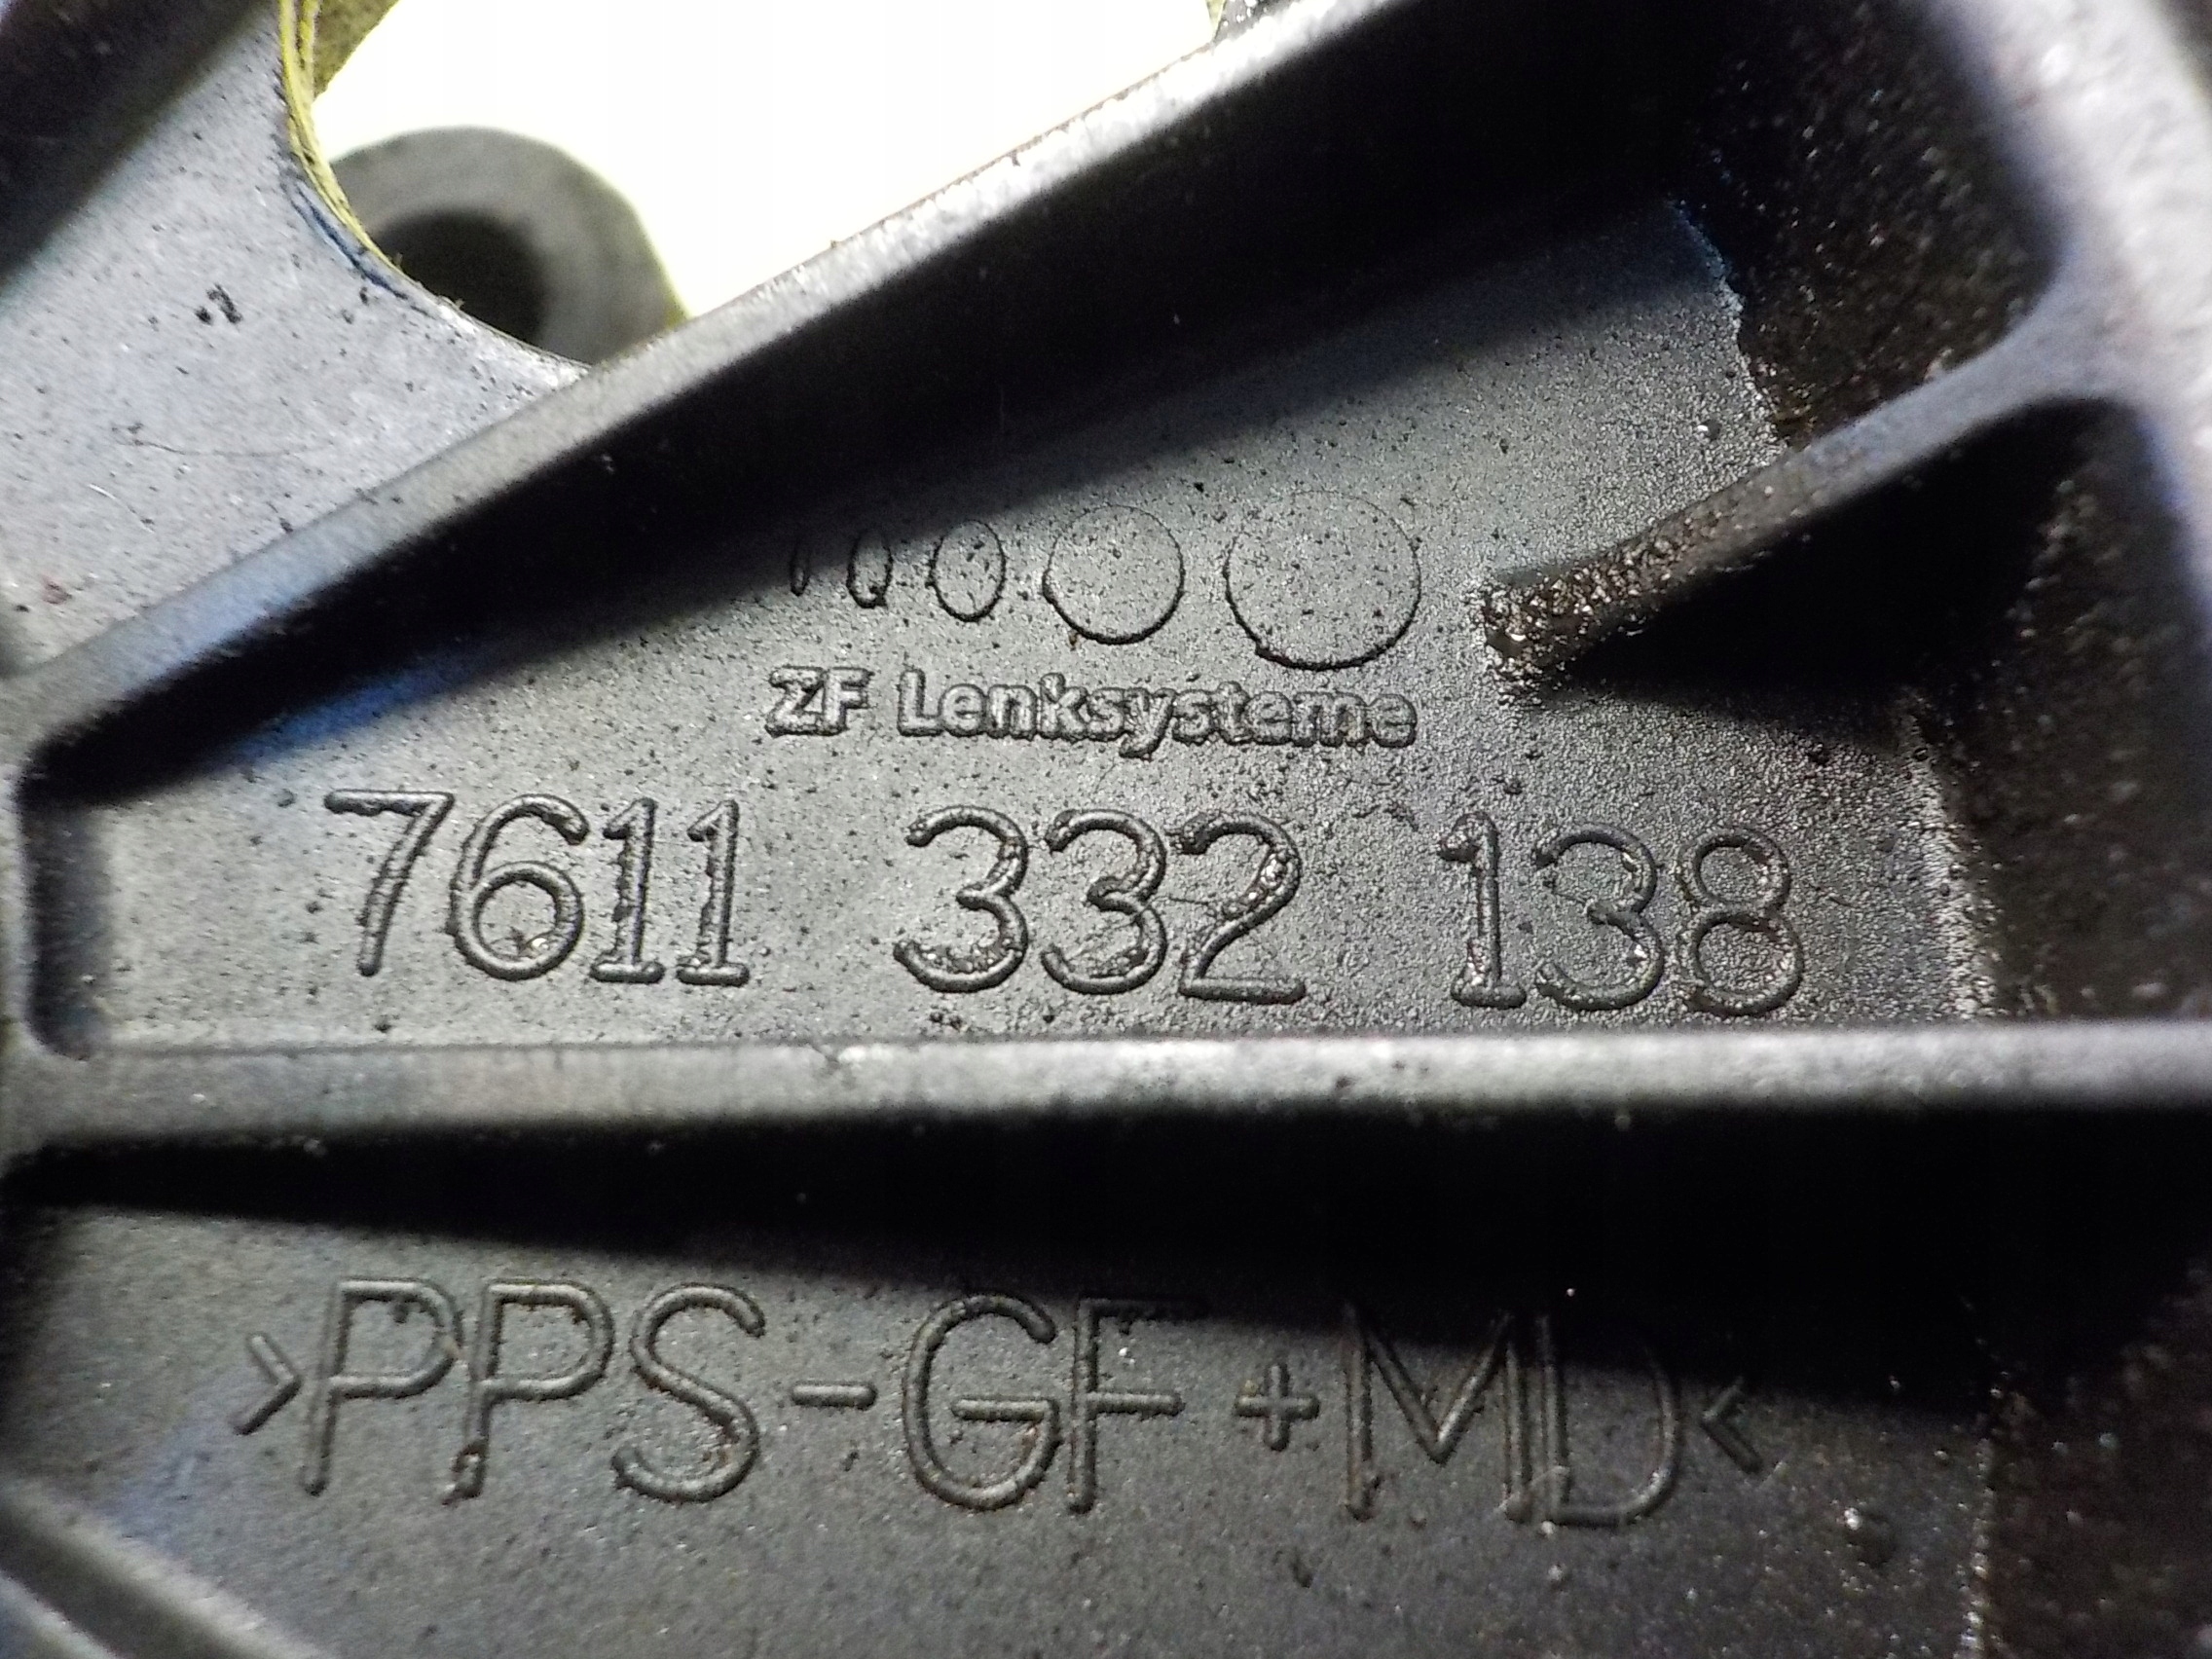 ZF Lenksysteme
7611 332 138
>PPS-GF+MD<